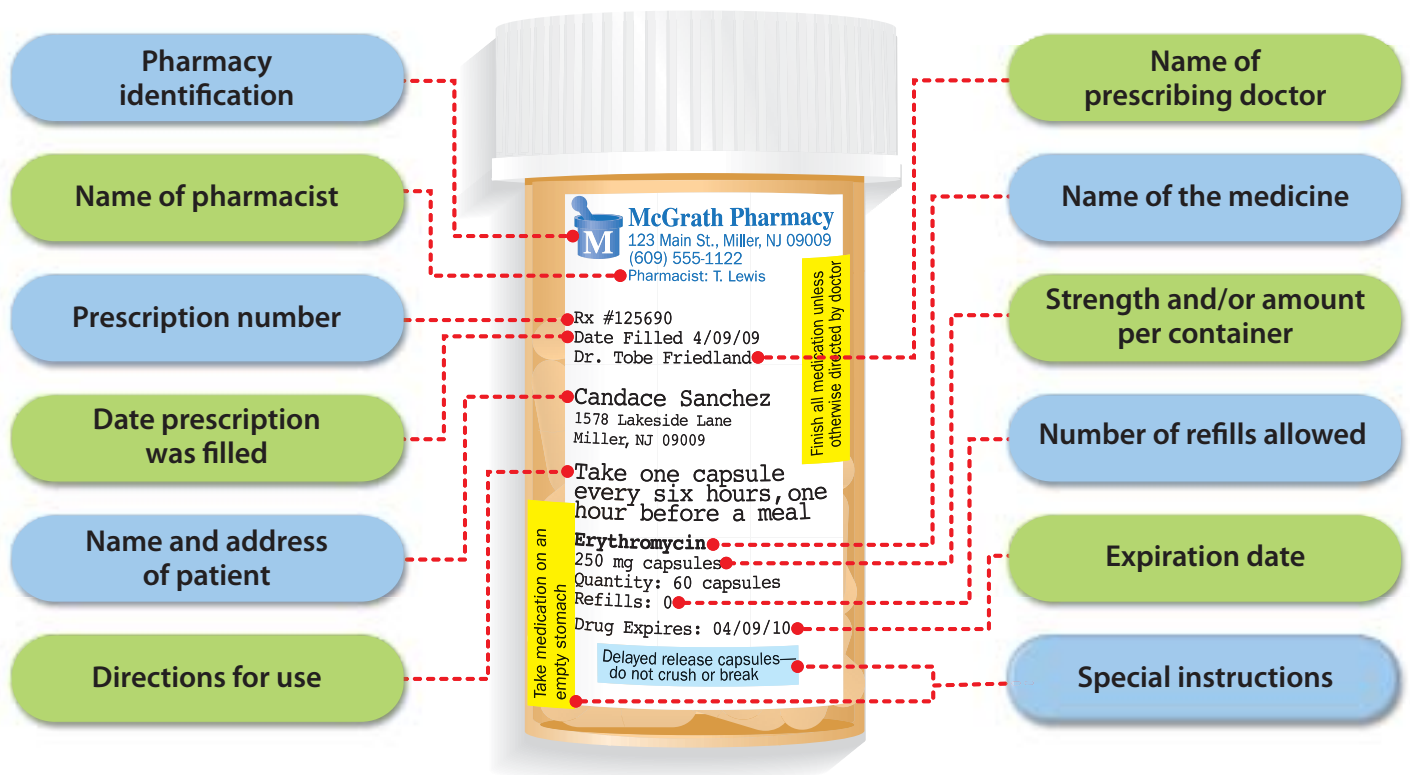 Pharmacy
identification
Name of pharmacist
Prescription number
Date prescription
was filled
Name and address
of patient
Directions for use
M
McGrath Pharmacy
123 Main St., Miller, NJ 09009
(609) 555-1122
Pharmacist: T. Lewis
Rx #125690
Date Filled 4/09/09
Dr. Tobe Friedland
Finish all medication unless
otherwise directed by doctor
Candace Sanchez
1578 Lakeside Lane
Miller, NJ 09009
Take one capsule
every six hours, one
hour before a meal
Take medication on an
empty stomach
Erythromycin
250 mg capsules
Quantity: 60 capsules
Refills: 0
Drug Expires: 04/09/10
Delayed release capsules—
do not crush or break
Name of
prescribing doctor
Name of the medicine
Strength and/or amount
per container
Number of refills allowed
Expiration date
Special instructions